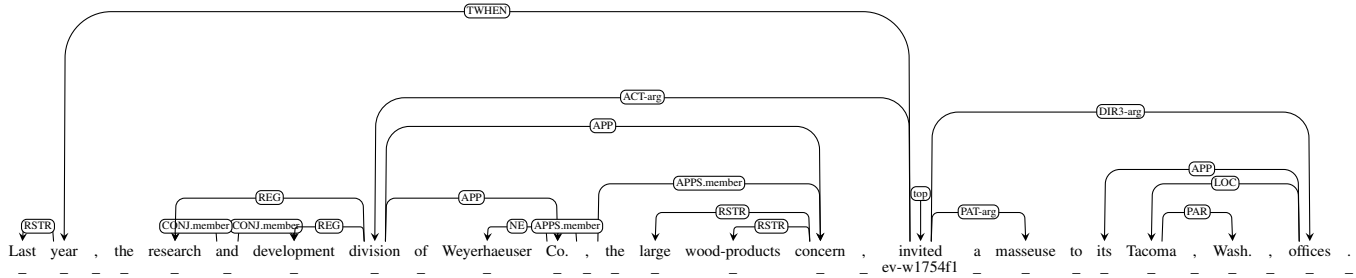 TWHEN
ACT-arg
DIR3-arg
APP
APP LOC
APPS.member
top
REG APP RSTR PAT-arg PAR
RSTR CONJ.member CONJ.member REG NE APPS.member RSTR
Last year , the research and development division of Weyerhaeuser Co. , the large wood-products concern , invited a masseuse to its Tacoma , Wash. , offices .
_ _ _ _ _ _ _ _ _ _ _ _ _ _ _ _ _ ev-w1754f1 _ _ _ _ _ _ _ _ _ _